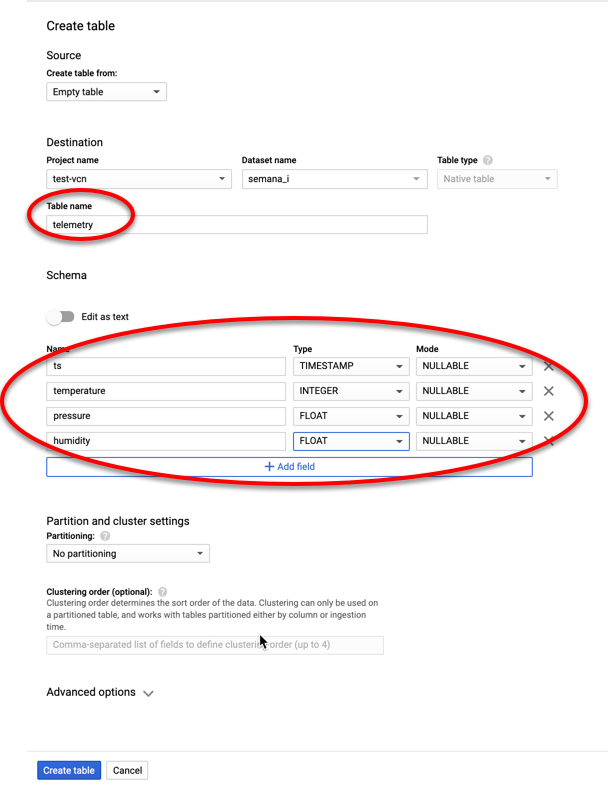 Create table
Source
Create table from:
Empty table
Destination
Project name Dataset name Table type ?
test-vcn semana_i Native table
Table name
telemetry
Schema
Edit as text
Name Type Mode
ts TIMESTAMP NULLABLE
temperature INTEGER NULLABLE
pressure FLOAT NULLABLE
humidity FLOAT NULLABLE
+ Add field
Partition and cluster settings
Partitioning: ?
No partitioning
Clustering order (optional): ?
Clustering order determines the sort order of the data. Clustering can only be used on
a partitioned table, and works with tables partitioned either by column or ingestion
time.
Comma-separated list of fields to define clustering order (up to 4)
Advanced options
Create table Cancel